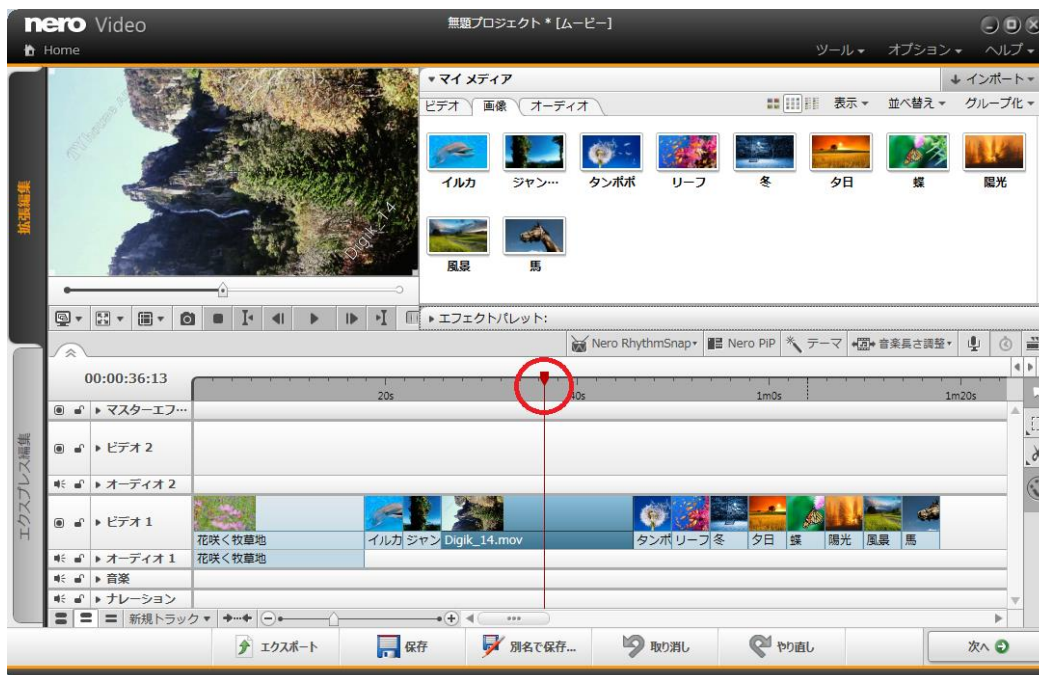 nero Video
無題プロジェクト * [ムービー]
Home
ツール
オプション
ヘルプ
マイ メディア
インポート
ビデオ 画像 オーディオ
表示 並べ替え グループ化
イルカ ジャン… タンポポ リーフ 冬 夕日 蝶 陽光
風景 馬
Digik_14
拡張編集
エクスプレス編集
エフェクトパレット:
Nero RhythmSnap Nero PiP テーマ 音楽長さ調整
00:00:36:13
20s 40s 1m0s 1m20s
マスターエフ…
ビデオ 2
オーディオ 2
ビデオ 1
花咲く牧草地 イルカ ジャン Digik_14.mov タンポ リーフ 冬 夕日 蝶 陽光 風景 馬
オーディオ 1 花咲く牧草地
音楽
ナレーション
新規トラック
エクスポート 保存 別名で保存... 取り消し やり直し 次へ